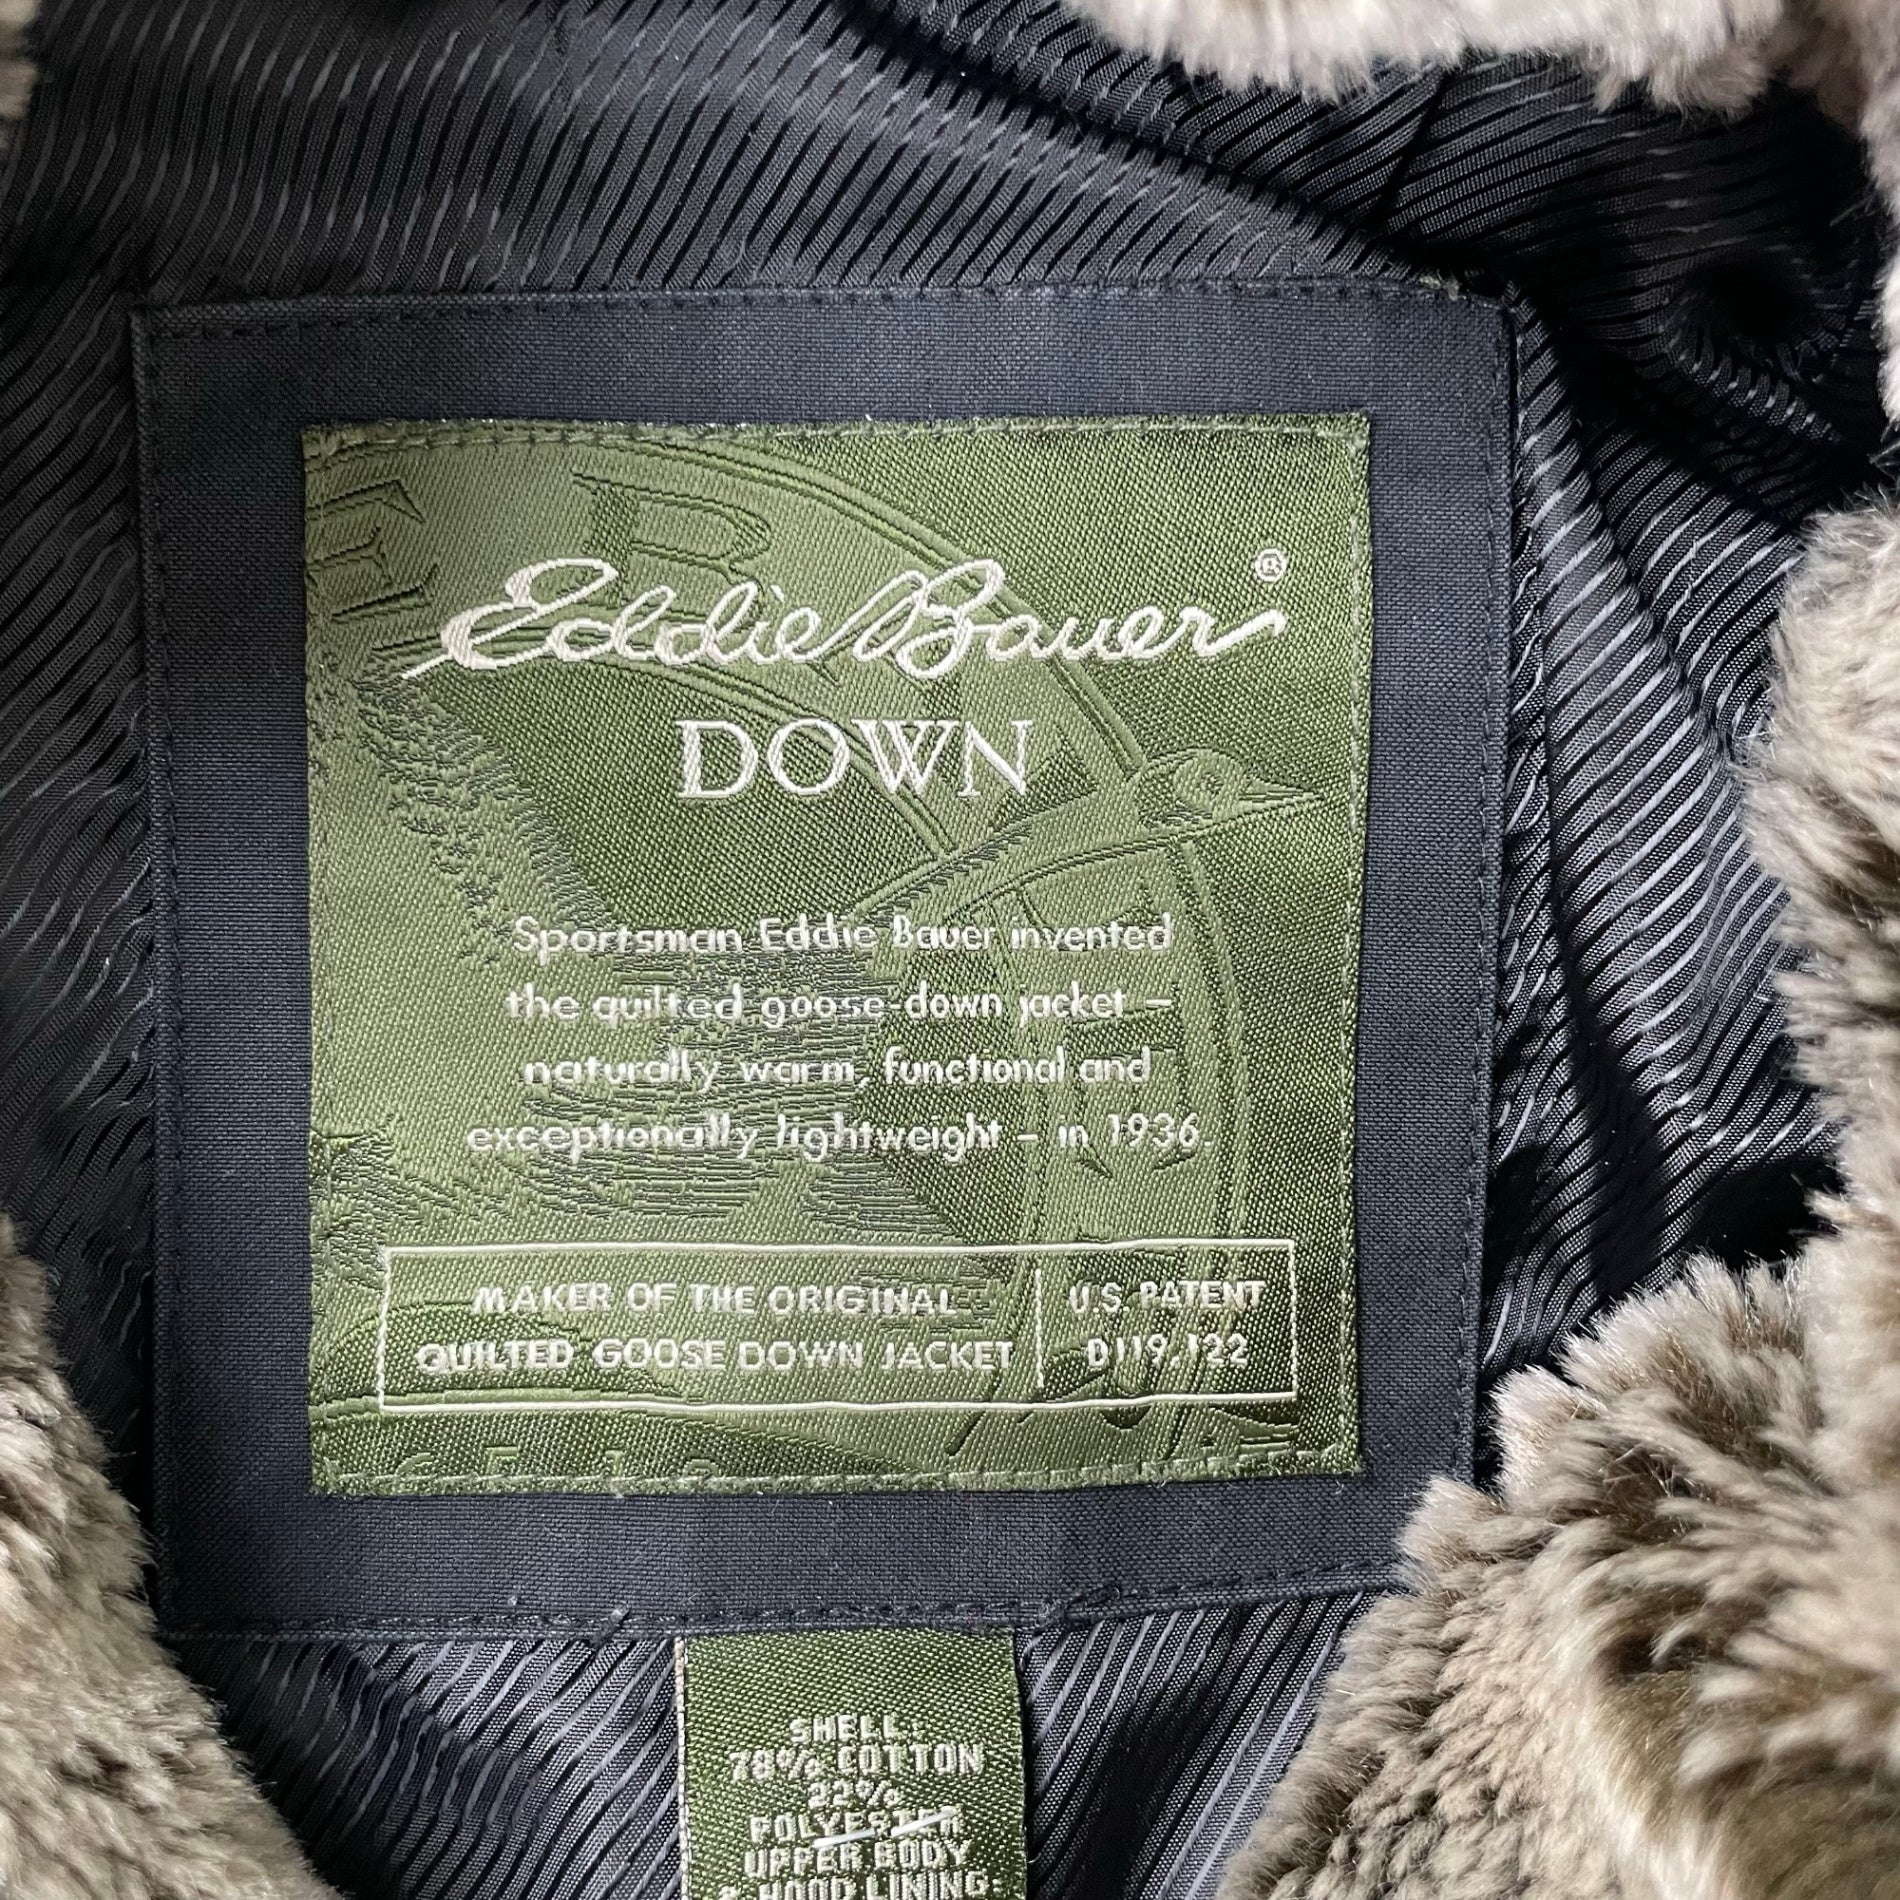 Eddie Bauer ®
DOWN
Sportsman Eddie Bauer invented
the quilted goose-down jacket –
naturally warm, functional and
exceptionally lightweight – in 1936.
MAKER OF THE ORIGINAL
QUILTED GOOSE DOWN JACKET
U.S. PATENT
D119,122
SHELL:
78% COTTON
22%
POLYESTER
UPPER BODY
& HOOD LINING: